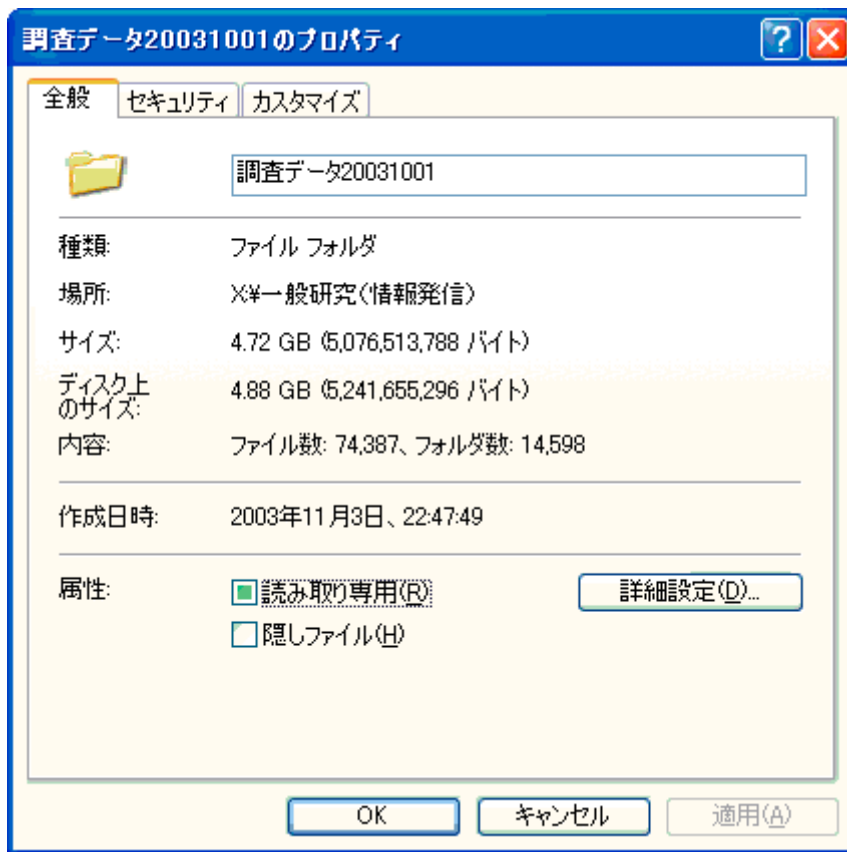 調査データ20031001のプロパティ
全般 セキュリティ カスタマイズ
調査データ20031001
種類: ファイル フォルダ
場所: X:¥一般研究(情報発信)
サイズ: 4.72 GB (5,076,513,788 バイト)
ディスク上
のサイズ: 4.88 GB (5,241,655,296 バイト)
内容: ファイル数: 74,387、フォルダ数: 14,598
作成日時: 2003年11月3日、22:47:49
属性: 読み取り専用(R) 詳細設定(D)...
隠しファイル(H)
OK キャンセル 適用(A)